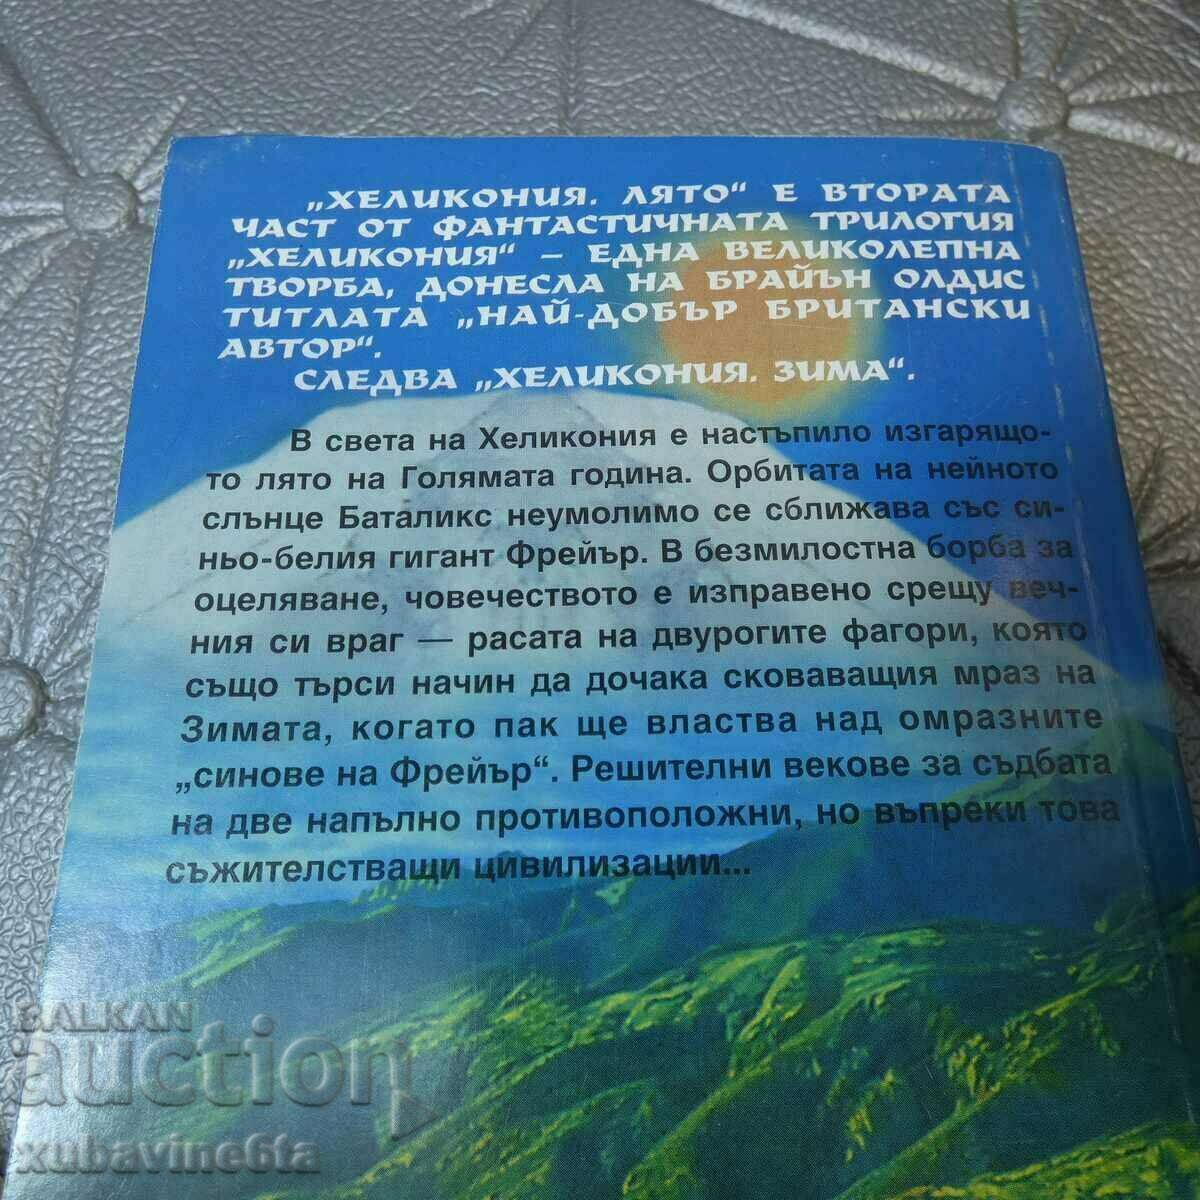 „ХЕЛИКОНИЯ. ЛЯТО“ Е ВТОРАТА
ЧАСТ ОТ ФАНТАСТИЧНАТА ТРИЛОГИЯ
„ХЕЛИКОНИЯ“ – ЕДНА ВЕЛИКОЛЕПНА
ТВОРБА, ДОНЕСЛА НА БРАЙЪН ОЛДИС
ТИТЛАТА „НАЙ-ДОБЪР БРИТАНСКИ
АВТОР“.
СЛЕДВА „ХЕЛИКОНИЯ. ЗИМА“.
В света на Хеликония е настъпило изгарящо-
то лято на Голямата година. Орбитата на нейното
слънце Баталикс неумолимо се сближава със си-
ньо-белия гигант Фрейър. В безмилостна борба за
оцеляване, човечеството е изправено срещу веч-
ния си враг — расата на двурогите фагори, която
също търси начин да дочака сковаващия мраз на
Зимата, когато пак ще властва над омразните
„синове на Фрейър“. Решителни векове за съдбата
на две напълно противоположни, но въпреки това
съжителстващи цивилизации...
BALKAN
auction
xubavine6ta